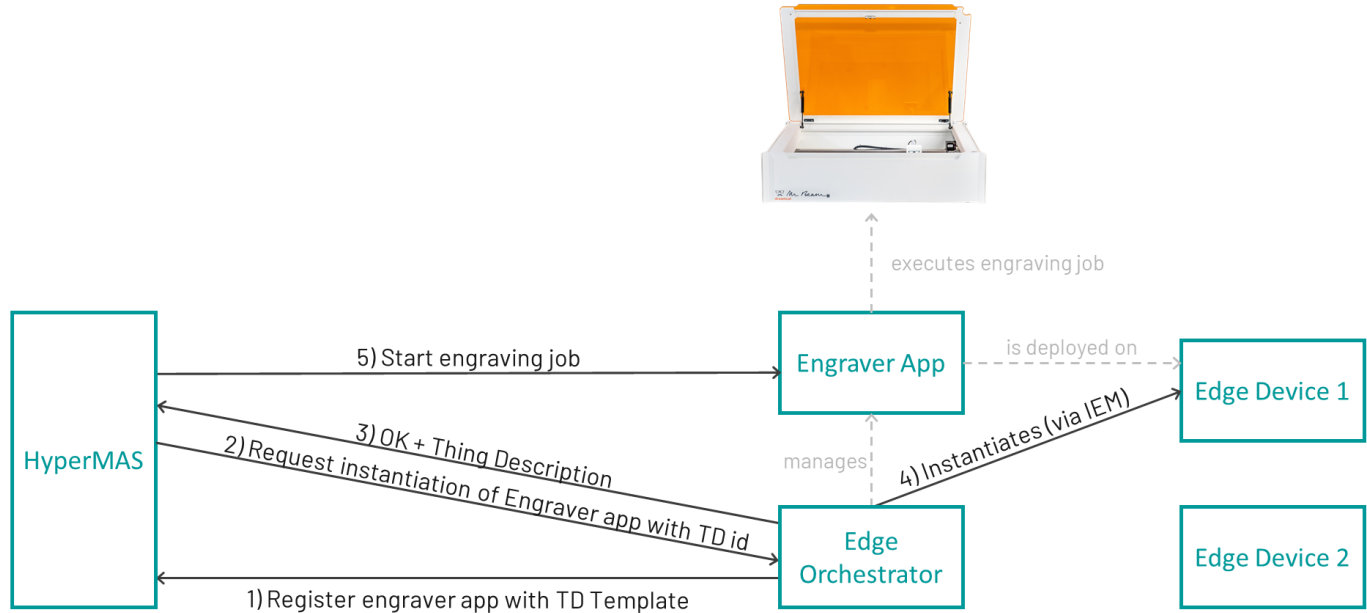 Mr Beam
executes engraving job
5) Start engraving job
Engraver App
is deployed on
Edge Device 1
3) OK + Thing Description
4) Instantiates (via IEM)
HyperMAS
2) Request instantiation of Engraver app with TD id
manages
Edge
Orchestrator
Edge Device 2
1) Register engraver app with TD Template